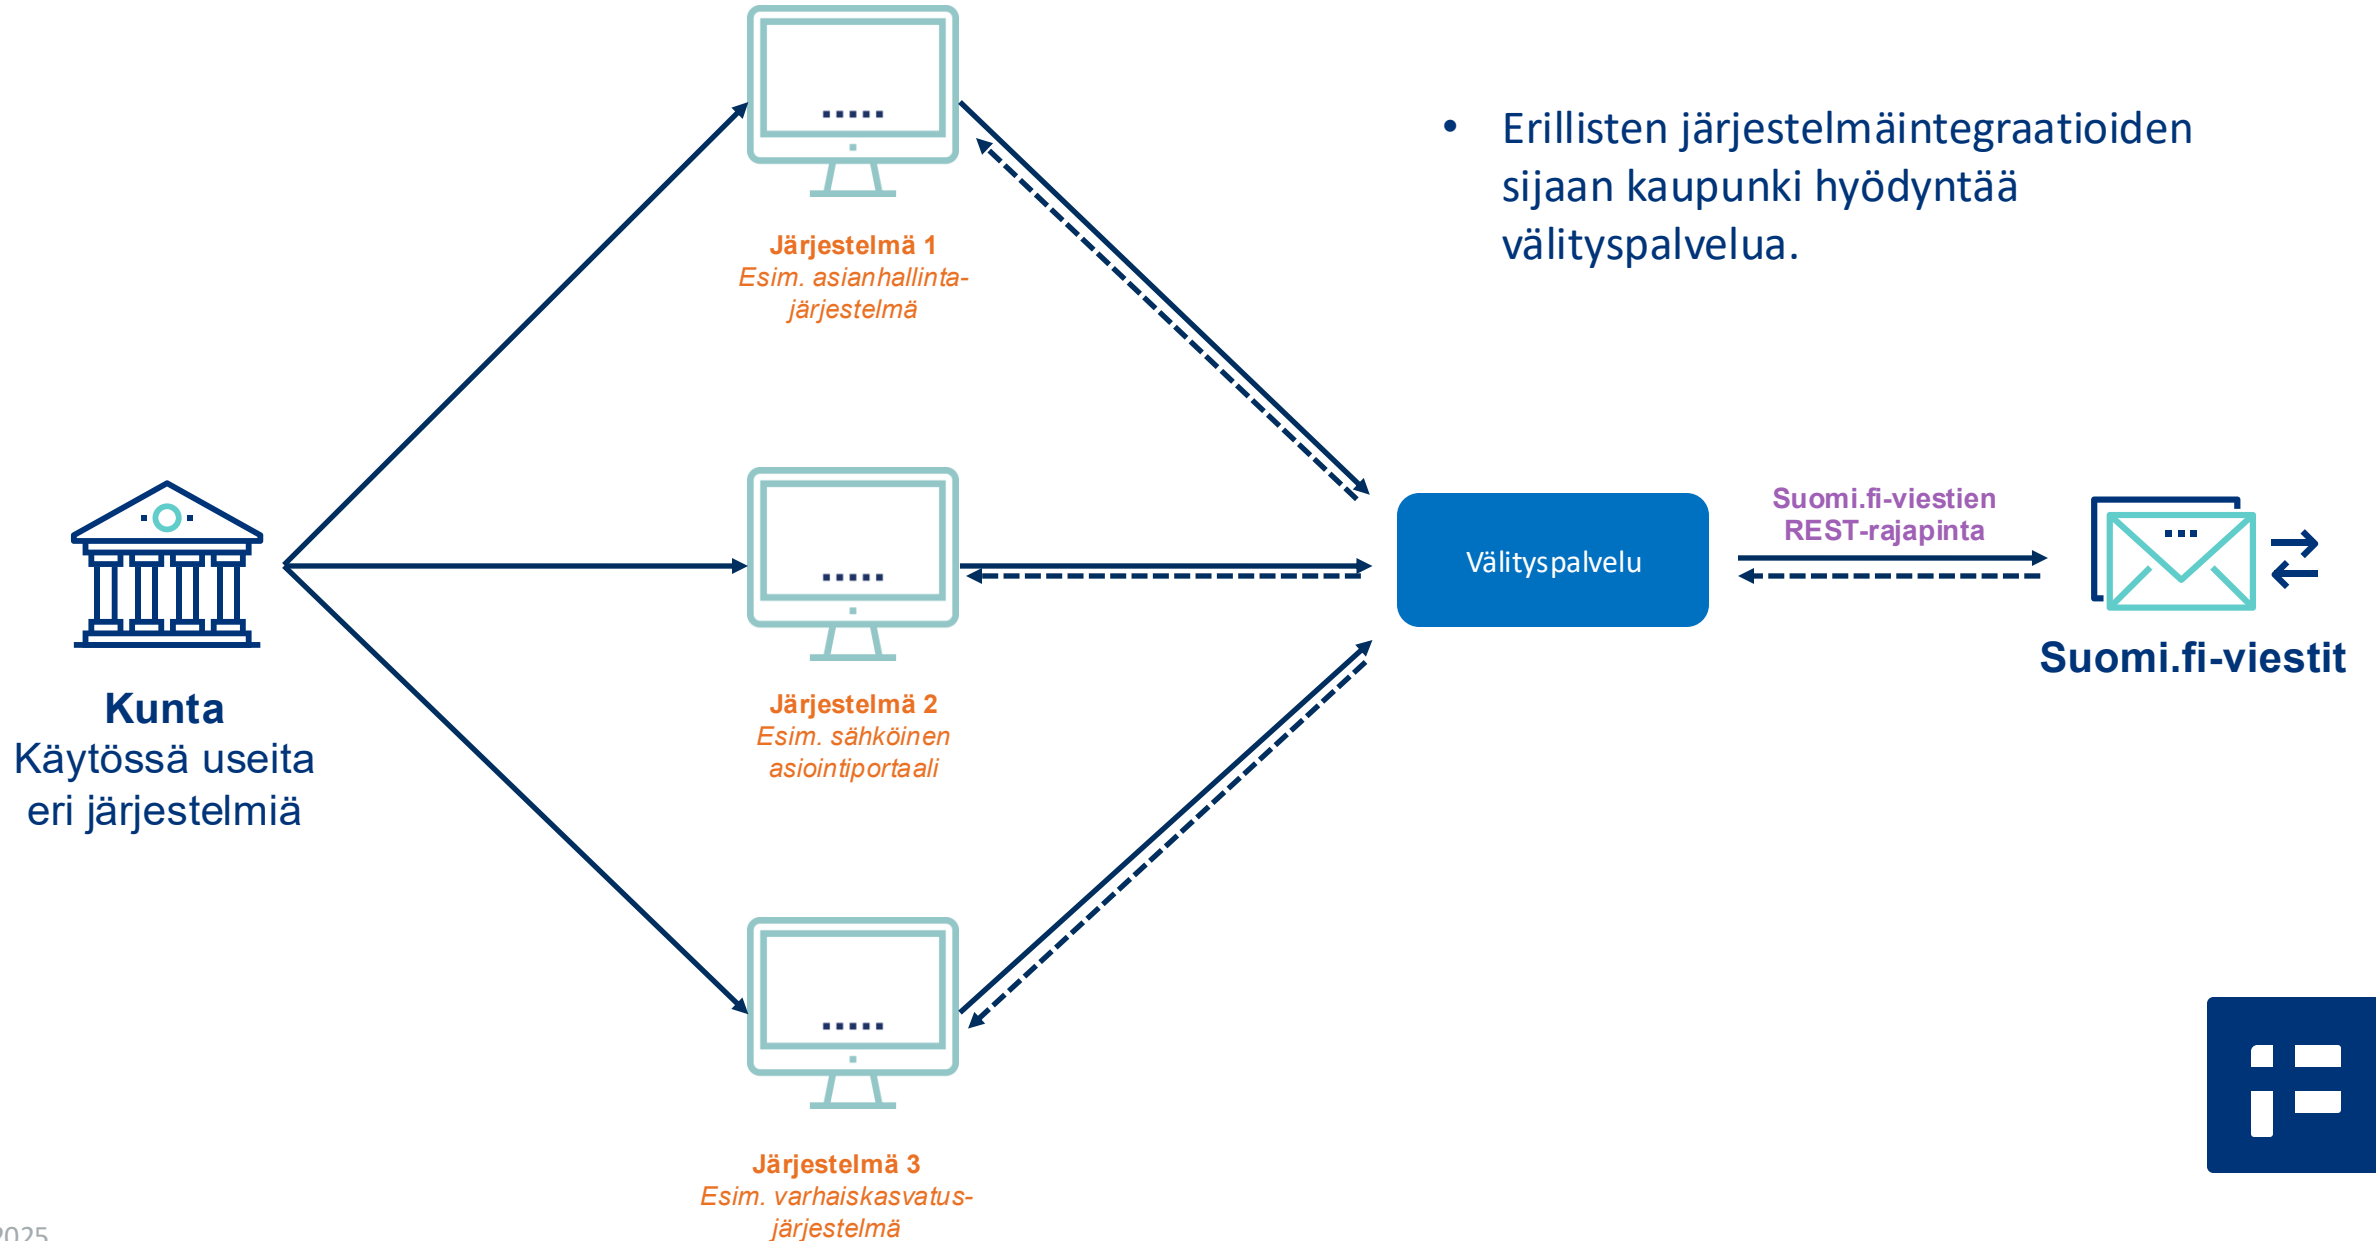 Järjestelmä 1
Esim. asianhallinta-
järjestelmä
• Erillisten järjestelmäintegraatioiden
sijaan kaupunki hyödyntää
välityspalvelua.
Kunta
Käytössä useita
eri järjestelmiä
Järjestelmä 2
Esim. sähköinen
asiointiportaali
Välityspalvelu
Suomi.fi-viestien
REST-rajapinta
Suomi.fi-viestit
Järjestelmä 3
Esim. varhaiskasvatus-
järjestelmä
2025